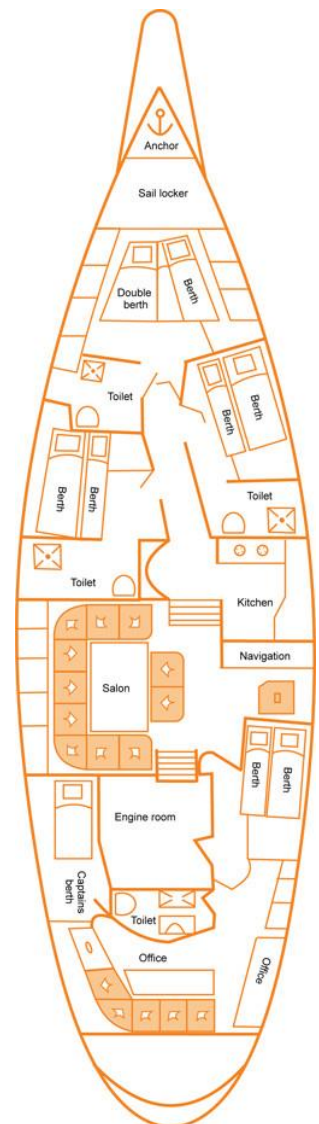 Anchor
Sail locker
Double
berth
Berth
Toilet
Berth
Berth
Berth
Berth
Toilet
Toilet
Kitchen
Navigation
Salon
Berth
Berth
Engine room
Captains
berth
Toilet
Office
Office